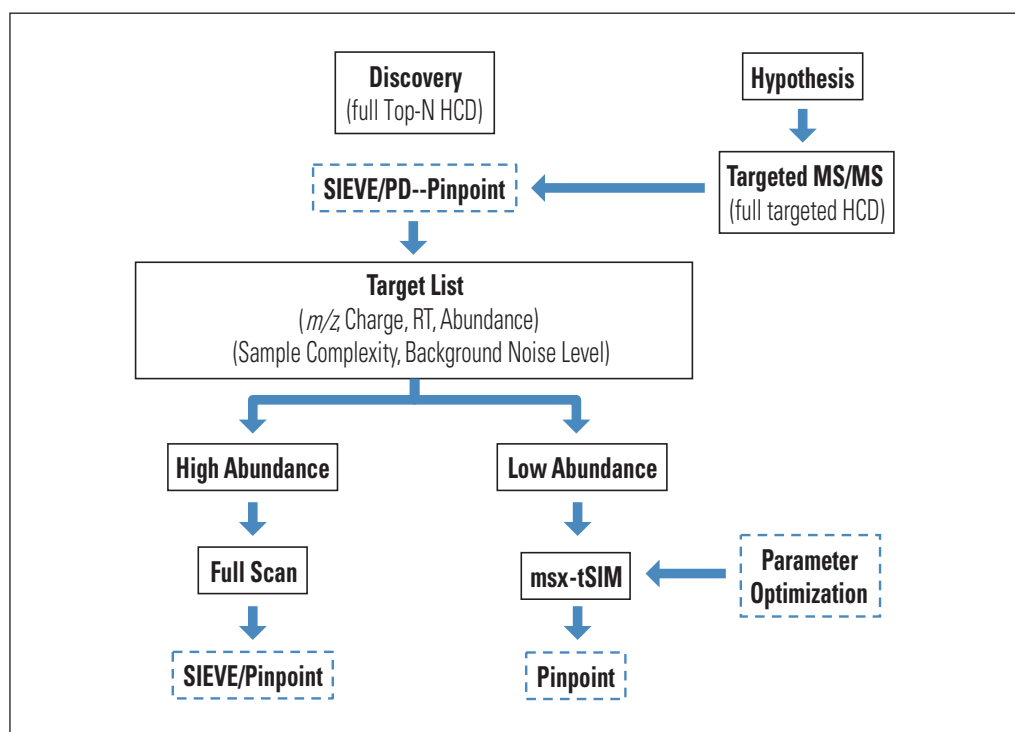 Discovery
(full Top-N HCD)
Hypothesis
SIEVE/PD--Pinpoint
Targeted MS/MS
(full targeted HCD)
Target List
(m/z, Charge, RT, Abundance)
(Sample Complexity, Background Noise Level)
High Abundance
Low Abundance
Full Scan
msx-tSIM
Parameter
Optimization
SIEVE/Pinpoint
Pinpoint